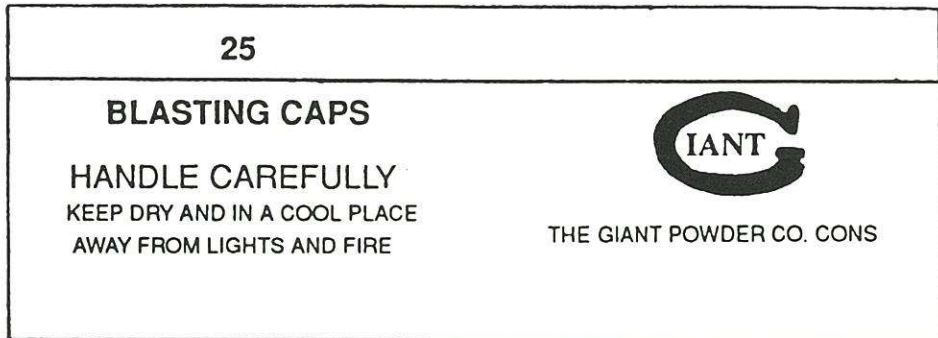 25
BLASTING CAPS
HANDLE CAREFULLY
KEEP DRY AND IN A COOL PLACE
AWAY FROM LIGHTS AND FIRE
GIANT
THE GIANT POWDER CO. CONS